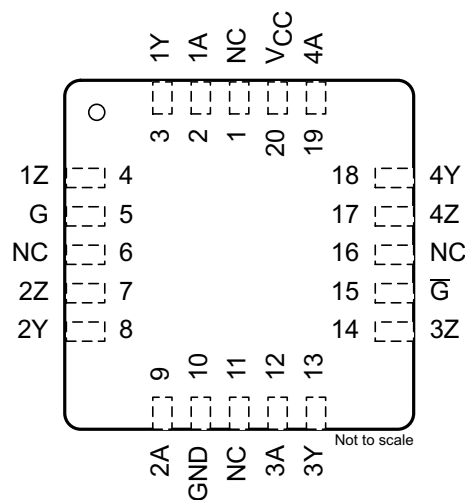 1Y 1A NC VCC 4A
3 2 1 20 19
1Z 4 18 4Y
G 5 17 4Z
NC 6 16 NC
2Z 7 15 G̅
2Y 8 14 3Z
9 10 11 12 13
2A GND NC 3A 3Y
Not to scale